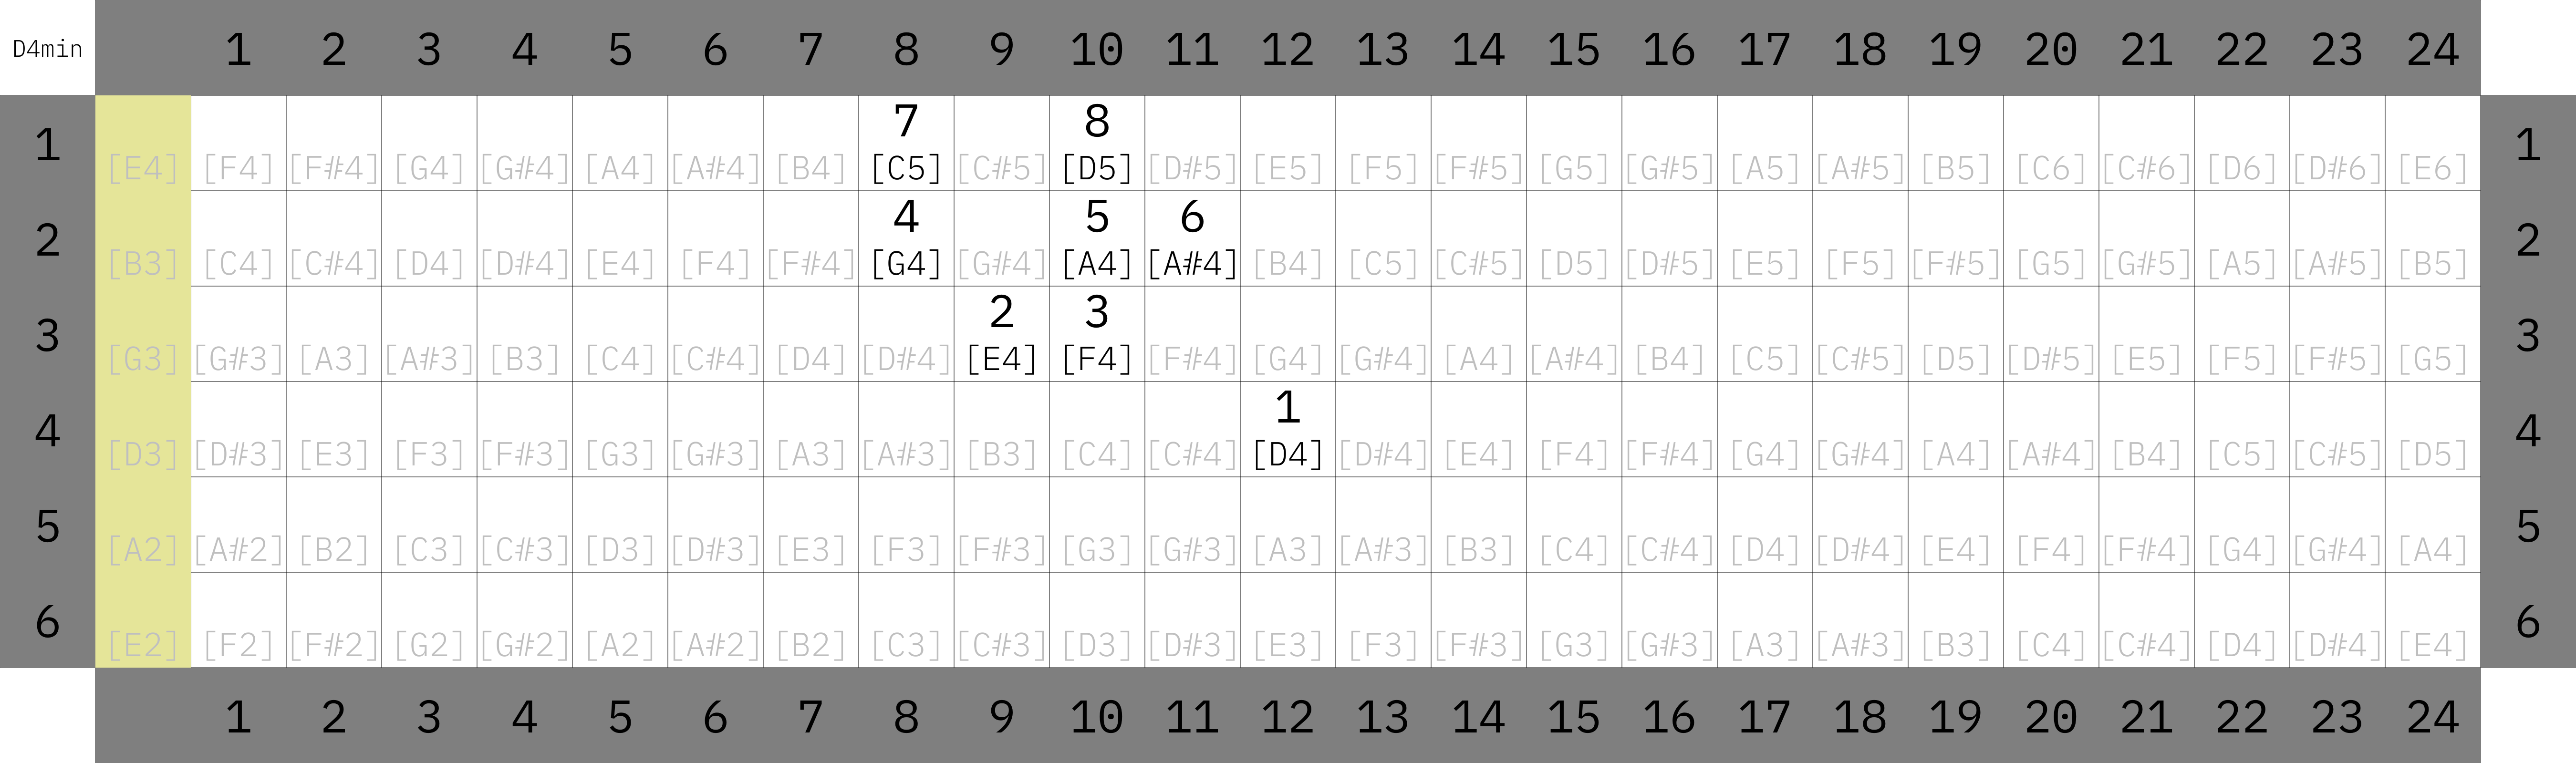 D4min 1 2 3 4 5 6 7 8 9 10 11 12 13 14 15 16 17 18 19 20 21 22 23 24
7 8
1 [E4] [F4] [F#4] [G4] [G#4] [A4] [A#4] [B4] [C5] [C#5] [D5] [D#5] [E5] [F5] [F#5] [G5] [G#5] [A5] [A#5] [B5] [C6] [C#6] [D6] [D#6] [E6] 1
4 5 6
2 [B3] [C4] [C#4] [D4] [D#4] [E4] [F4] [F#4] [G4] [G#4] [A4] [A#4] [B4] [C5] [C#5] [D5] [D#5] [E5] [F5] [F#5] [G5] [G#5] [A5] [A#5] [B5] 2
2 3
3 [G3] [G#3] [A3] [A#3] [B3] [C4] [C#4] [D4] [D#4] [E4] [F4] [F#4] [G4] [G#4] [A4] [A#4] [B4] [C5] [C#5] [D5] [D#5] [E5] [F5] [F#5] [G5] 3
1
4 [D3] [D#3] [E3] [F3] [F#3] [G3] [G#3] [A3] [A#3] [B3] [C4] [C#4] [D4] [D#4] [E4] [F4] [F#4] [G4] [G#4] [A4] [A#4] [B4] [C5] [C#5] [D5] 4
5 [A2] [A#2] [B2] [C3] [C#3] [D3] [D#3] [E3] [F3] [F#3] [G3] [G#3] [A3] [A#3] [B3] [C4] [C#4] [D4] [D#4] [E4] [F4] [F#4] [G4] [G#4] [A4] 5
6 [E2] [F2] [F#2] [G2] [G#2] [A2] [A#2] [B2] [C3] [C#3] [D3] [D#3] [E3] [F3] [F#3] [G3] [G#3] [A3] [A#3] [B3] [C4] [C#4] [D4] [D#4] [E4] 6
1 2 3 4 5 6 7 8 9 10 11 12 13 14 15 16 17 18 19 20 21 22 23 24